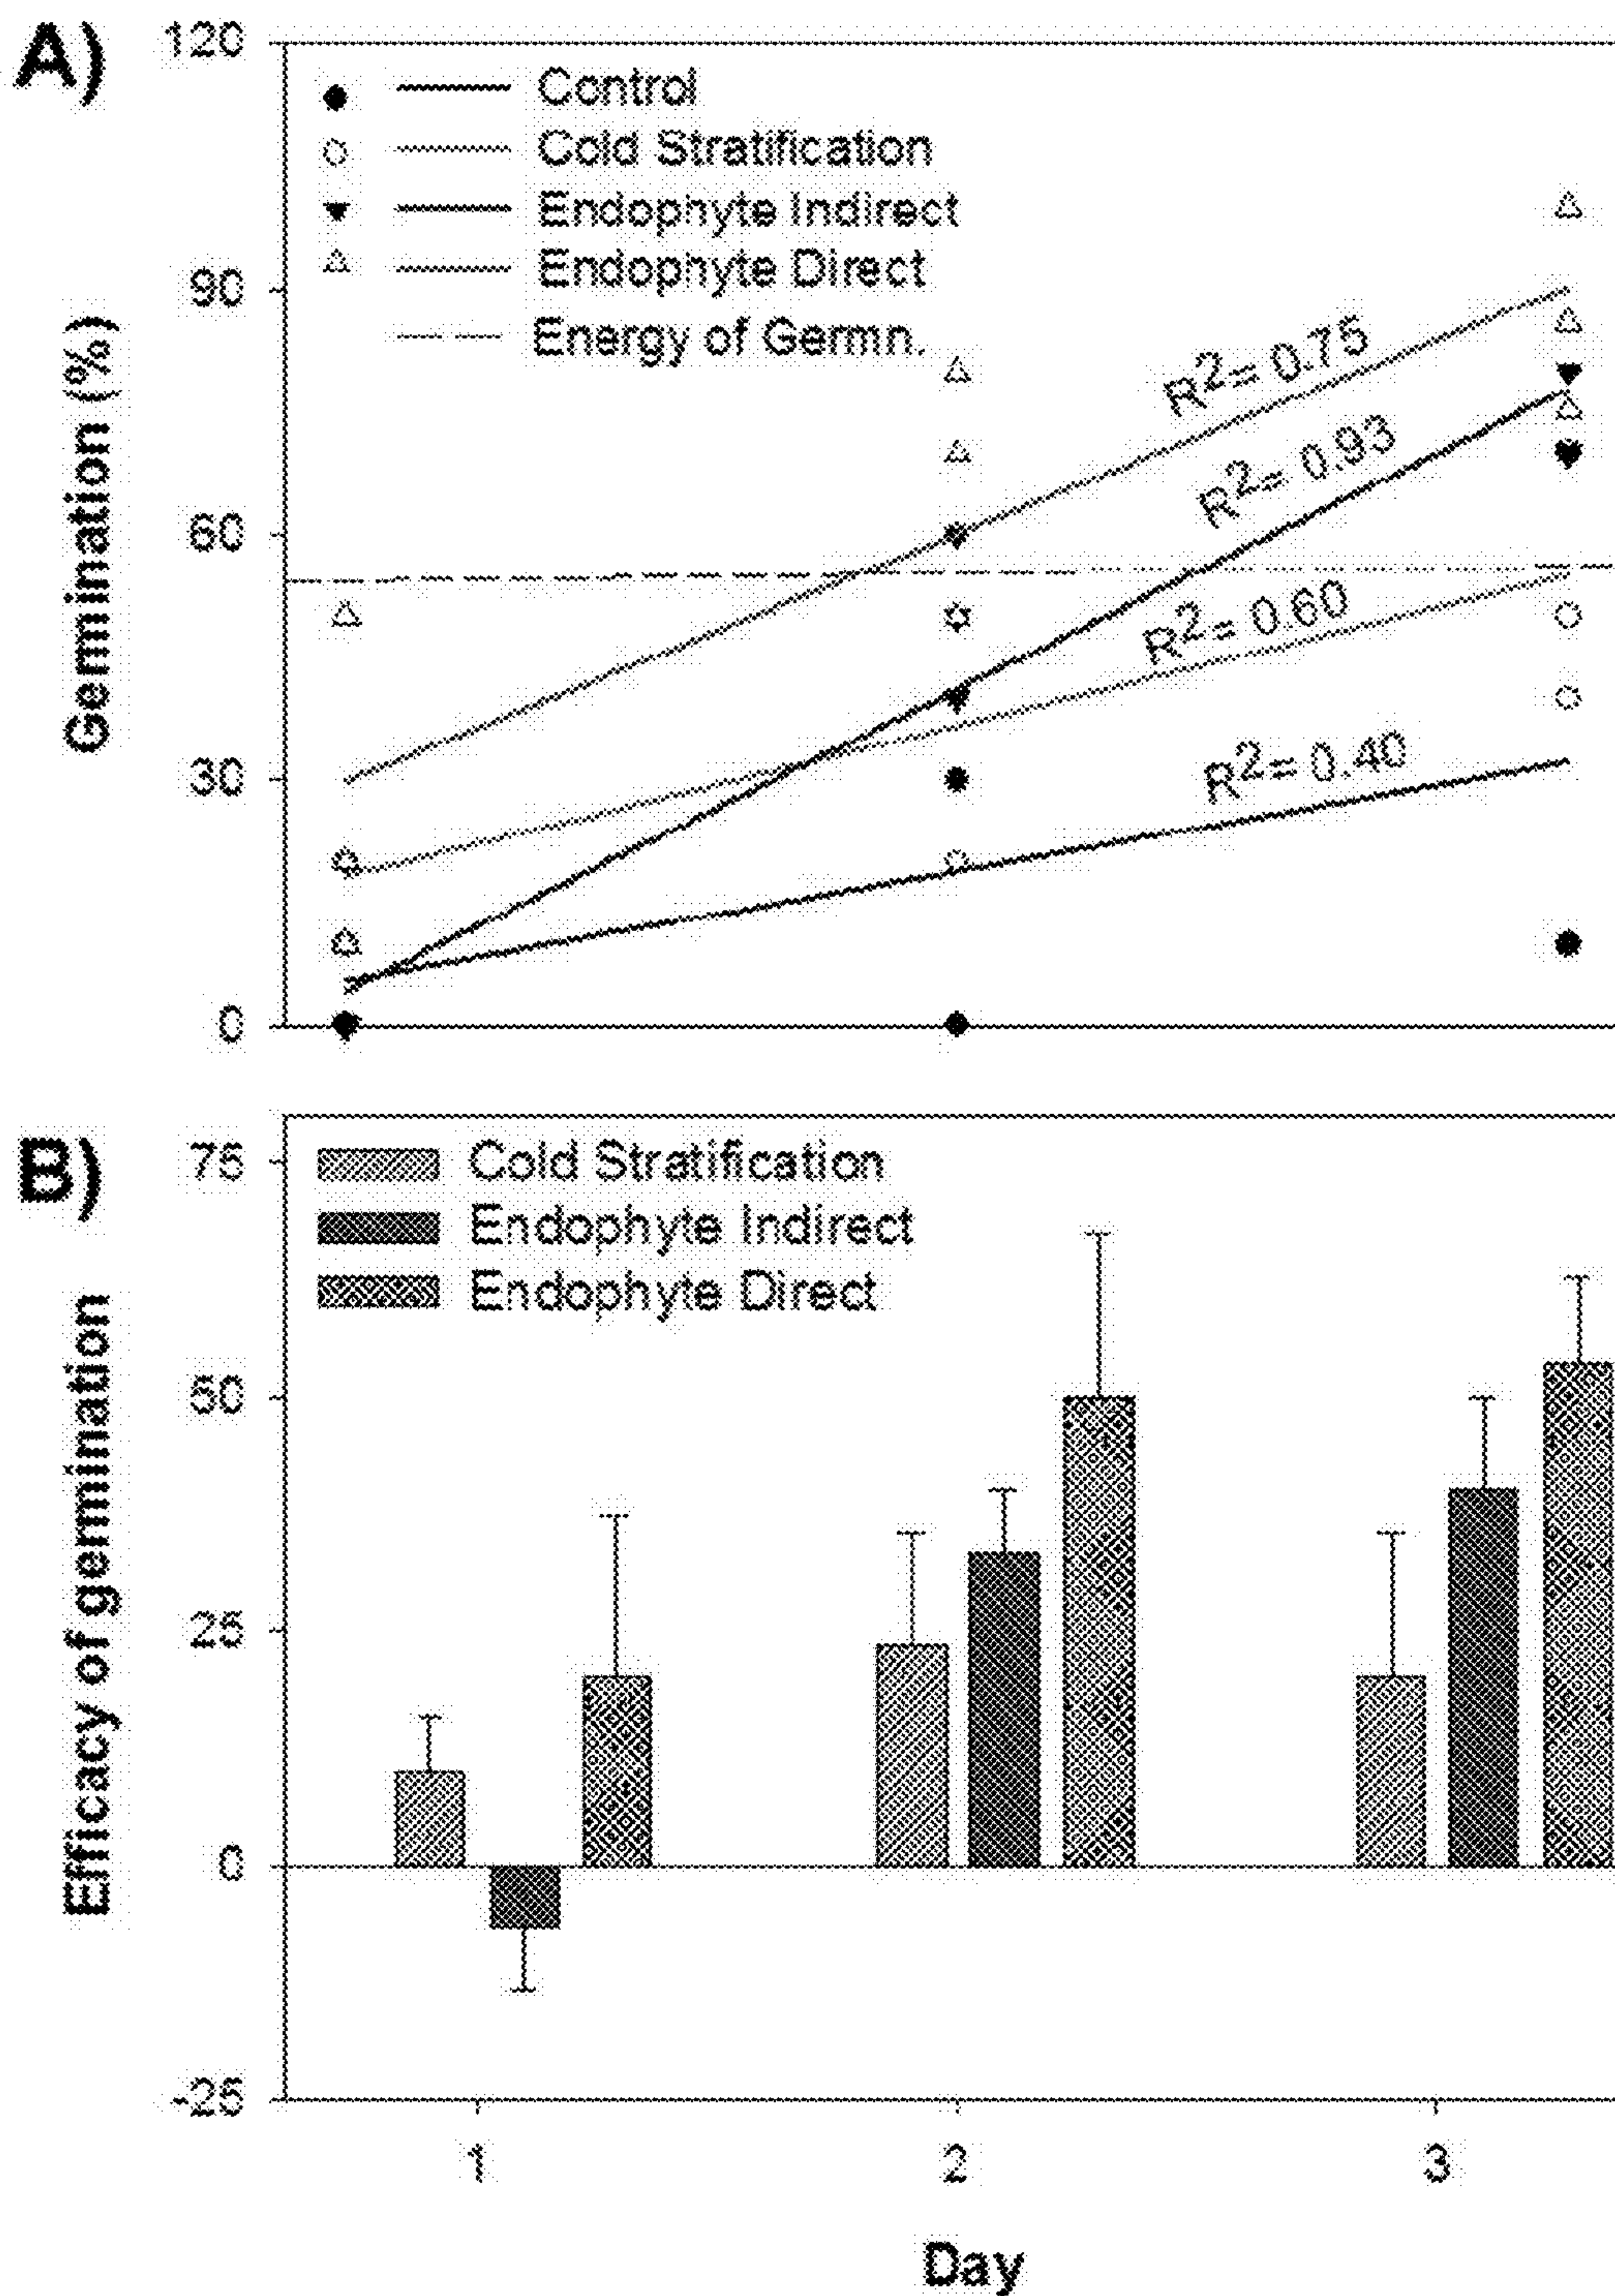 A)
120
90
60
30
0
Germination (%)
Control
Cold Stratification
Endophyte Indirect
Endophyte Direct
Energy of Germn.
R2= 0.75
R2= 0.93
R2= 0.60
R2= 0.40
B)
75
50
25
0
-25
Efficacy of germination
Cold Stratification
Endophyte Indirect
Endophyte Direct
1 2 3
Day